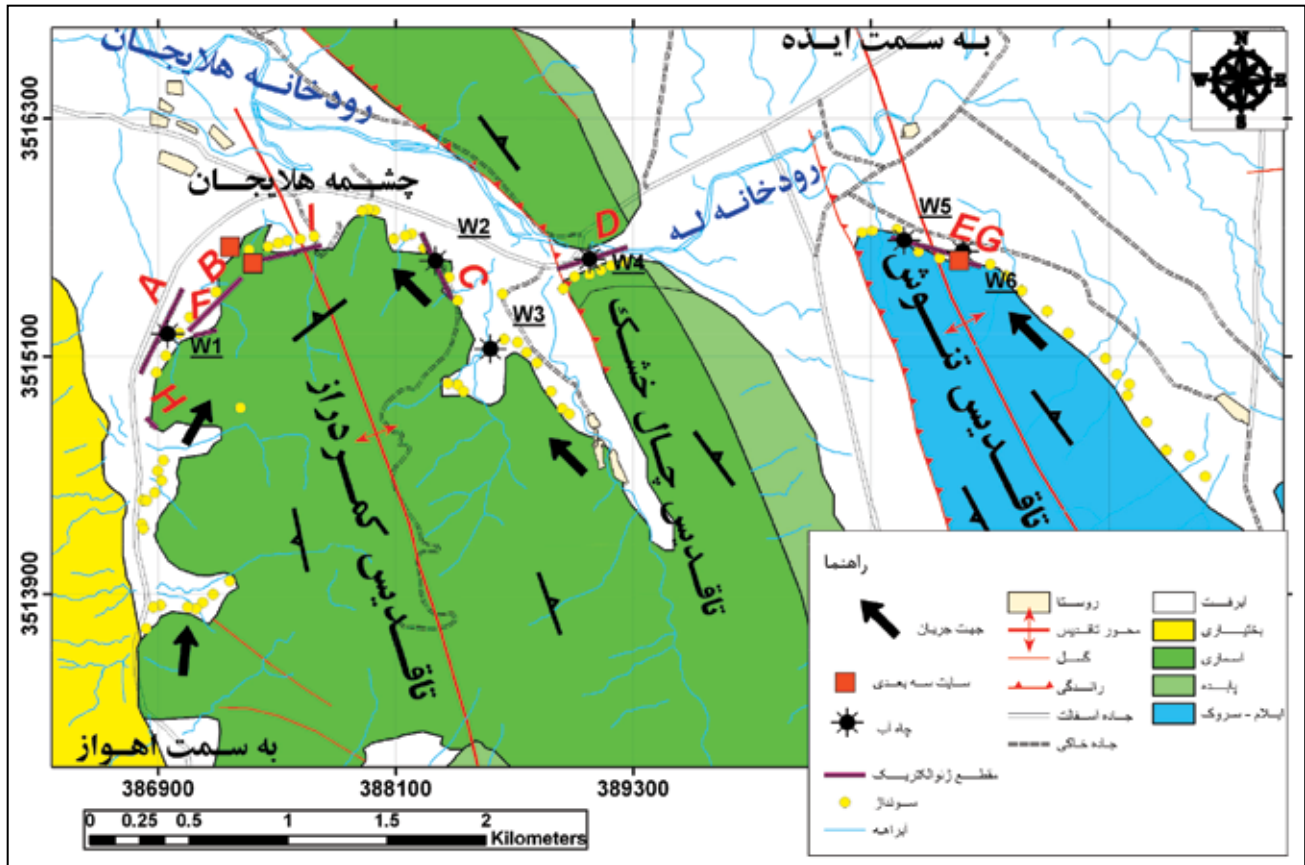 رودخانه هلایجان
به سمت ایذه
N
W E
S
3516300
چشمه هلایجان
رودخانه له
I
W2
D
W5
EG
B
W4
A
C
W6
F
W3
3515100
W1
H
تاقدیس کمردراز
تاقدیس چال خشک
تاقدیس تنوش
3513900
به سمت اهواز
386900 388100 389300
0 0.25 0.5 1 1.5 2
Kilometers
راهنما
جهت جریان
سایت سه بعدی
چاه آب
مقطع ژئوالکتریک
سونداژ
آبراهه
روستا
محور تاقدیس
گسل
راندگی
جاده اسفالت
جاده خاکی
آبرفت
بختیاری
اسماری
پابده
ایلام - سروک